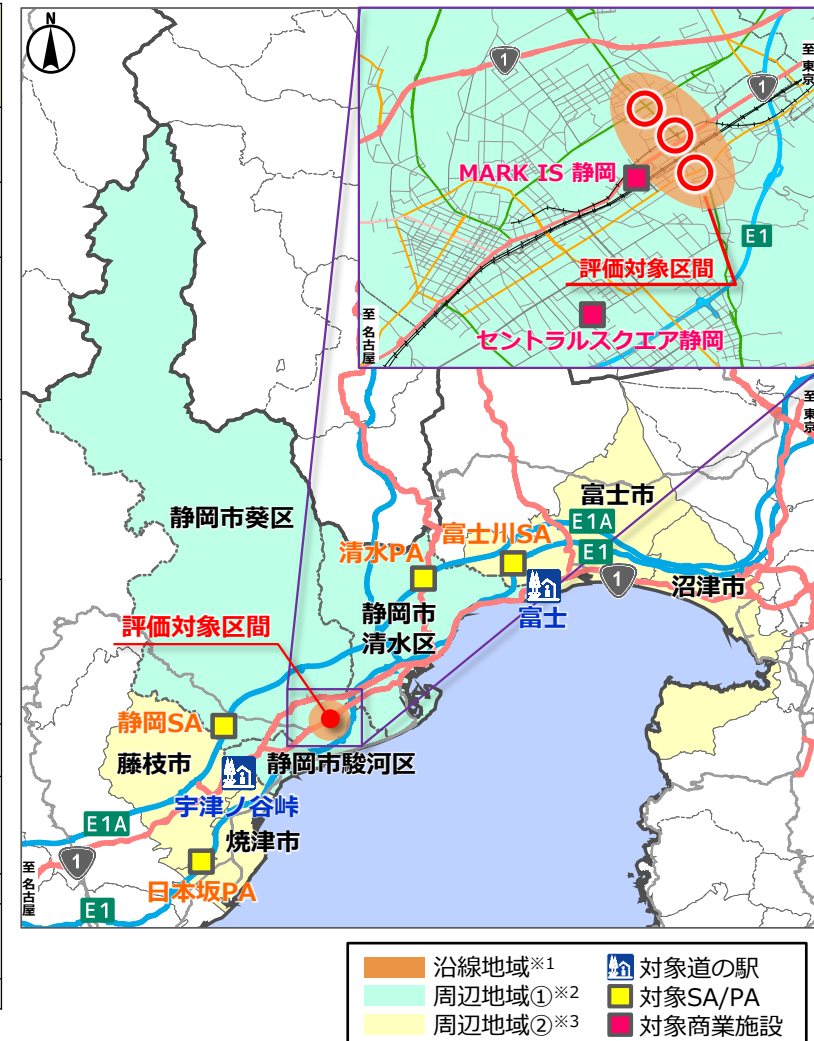 N
1
至 東京
1
MARK IS 静岡
E1
評価対象区間
至 名古屋
セントラルスクエア静岡
至 東京
静岡市葵区
富士市
富士川SA
E1A
清水PA
E1
1
沼津市
静岡市
清水区
富士
評価対象区間
静岡SA
藤枝市
静岡市駿河区
宇津ノ谷峠
E1A
焼津市
至 名古屋
1
日本坂PA
E1
沿線地域※1
対象道の駅
周辺地域①※2
対象SA/PA
周辺地域②※3
対象商業施設